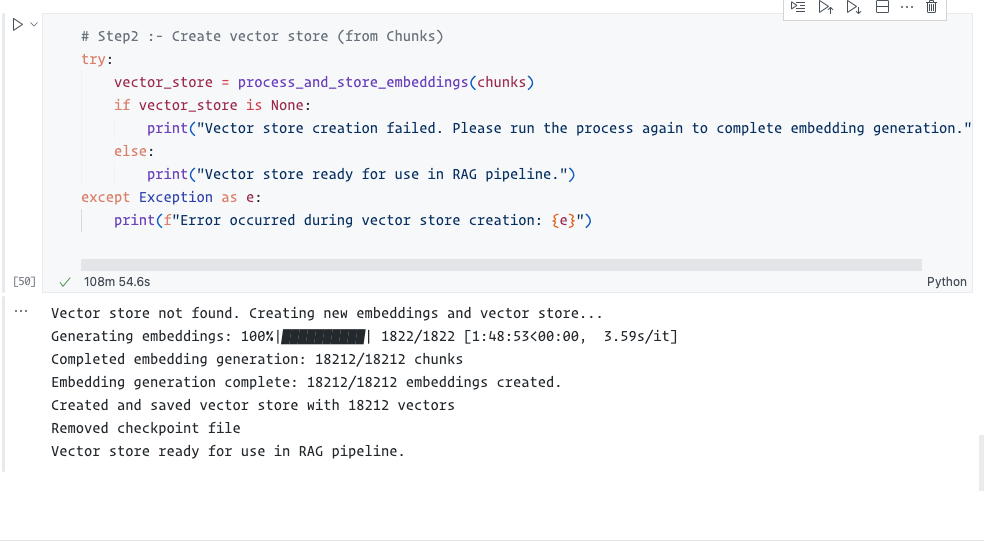 # Step2 :- Create vector store (from Chunks)
try:
    vector_store = process_and_store_embeddings(chunks)
    if vector_store is None:
        print("Vector store creation failed. Please run the process again to complete embedding generation."
    else:
        print("Vector store ready for use in RAG pipeline.")
except Exception as e:
    print(f"Error occurred during vector store creation: {e}")
[50] 108m 54.6s Python
... Vector store not found. Creating new embeddings and vector store...
Generating embeddings: 100%|██████████| 1822/1822 [1:48:53<00:00,  3.59s/it]
Completed embedding generation: 18212/18212 chunks
Embedding generation complete: 18212/18212 embeddings created.
Created and saved vector store with 18212 vectors
Removed checkpoint file
Vector store ready for use in RAG pipeline.